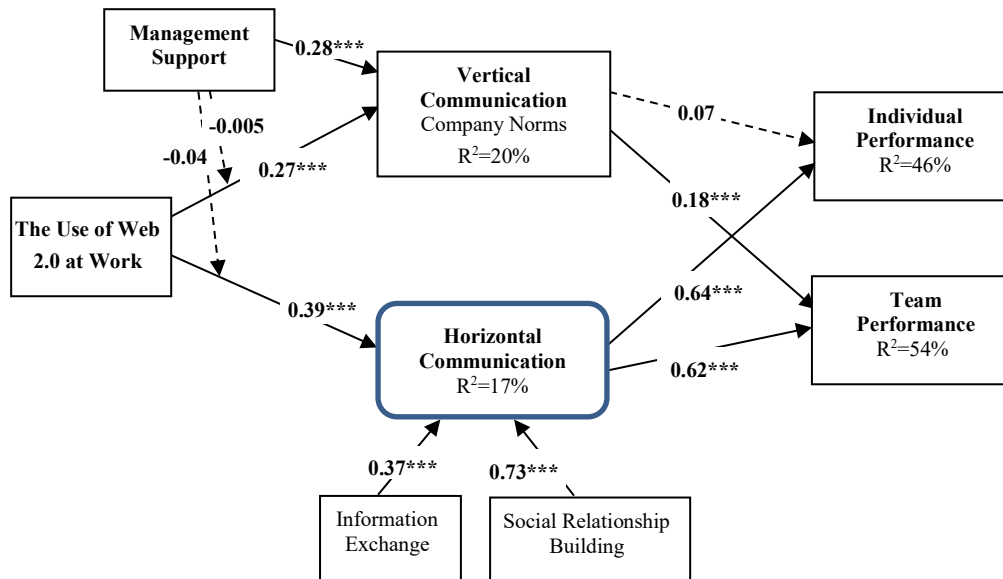 Management
Support
0.28***
Vertical
Communication
Company Norms
R²=20%
0.07
Individual
Performance
R²=46%
-0.005
-0.04
0.27***
The Use of Web
2.0 at Work
0.18***
0.39***
Horizontal
Communication
R²=17%
0.64***
0.62***
Team
Performance
R²=54%
0.37***
0.73***
Information
Exchange
Social Relationship
Building